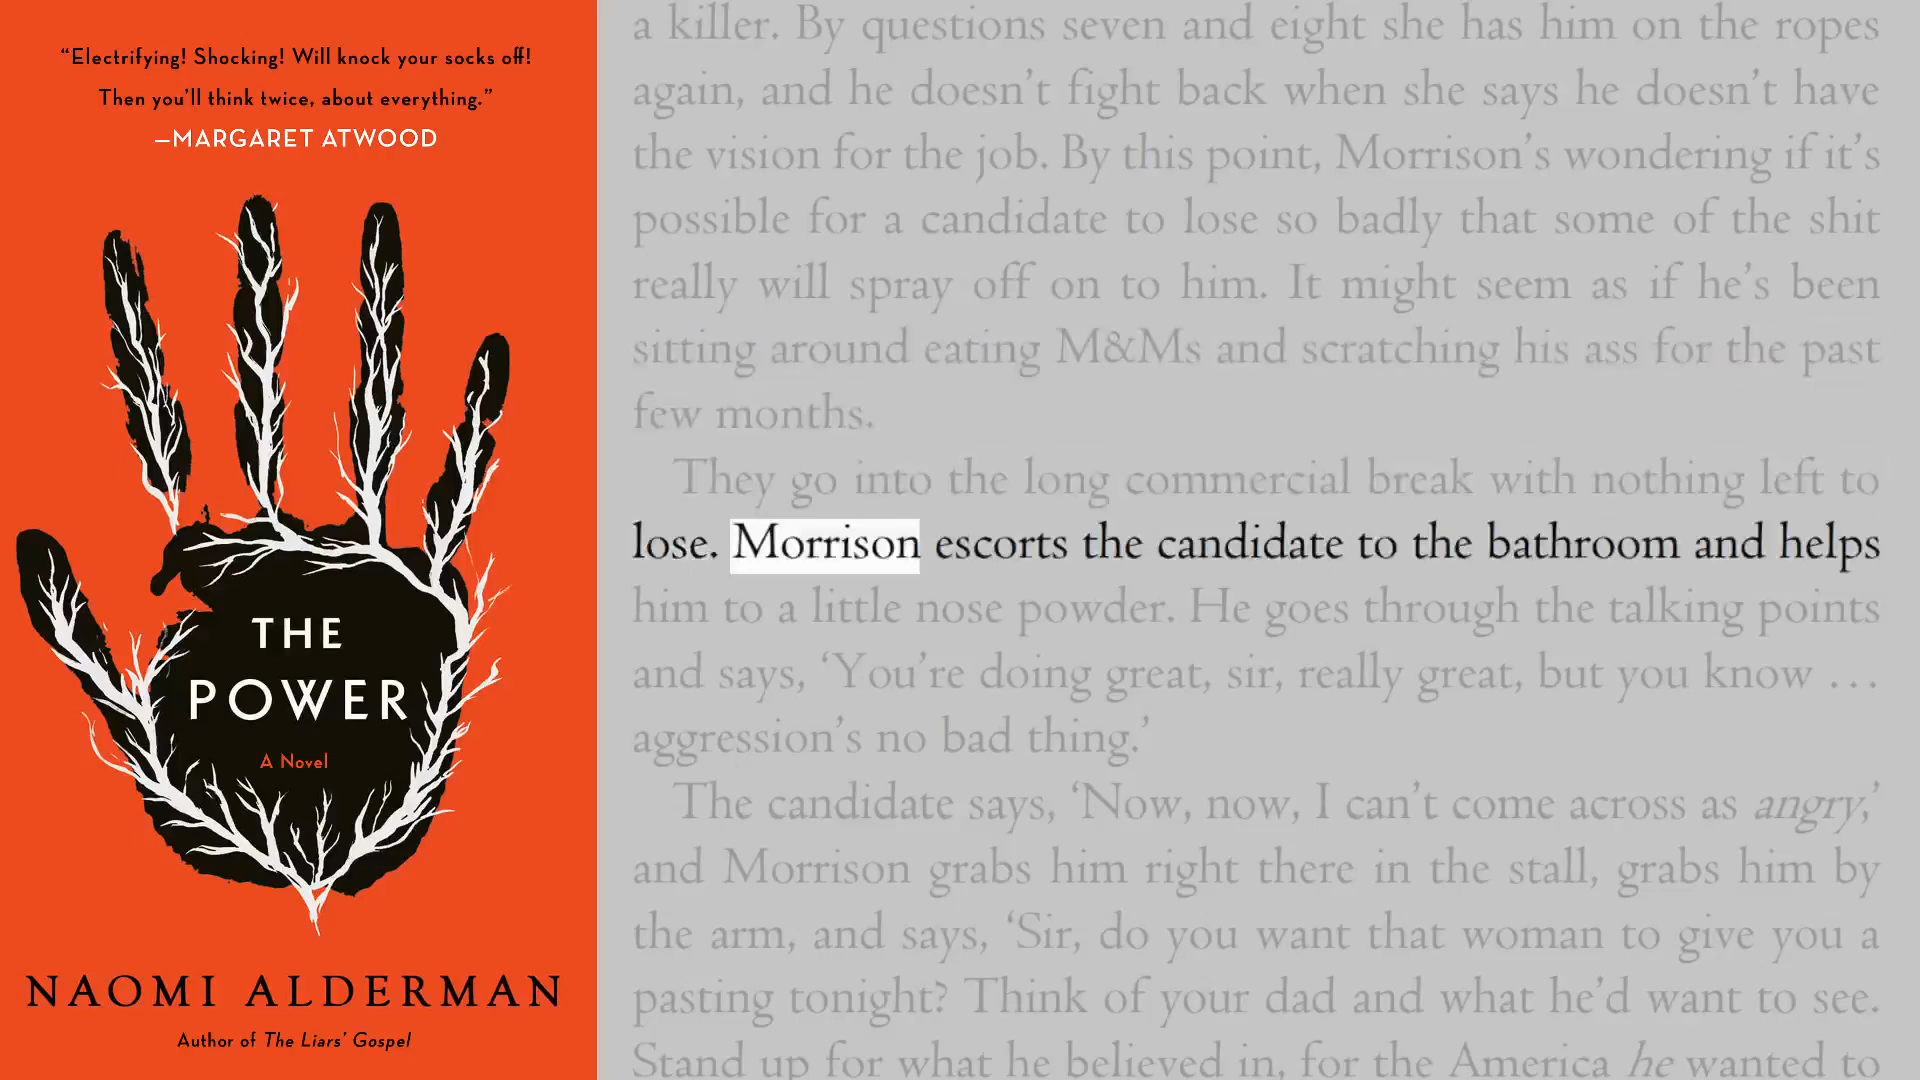 “Electrifying! Shocking! Will knock your socks off!
Then you’ll think twice, about everything.”
—MARGARET ATWOOD
THE
POWER
A Novel
NAOMI ALDERMAN
Author of The Liars’ Gospel
a killer. By questions seven and eight she has him on the ropes
again, and he doesn’t fight back when she says he doesn’t have
the vision for the job. By this point, Morrison’s wondering if it’s
possible for a candidate to lose so badly that some of the shit
really will spray off on to him. It might seem as if he’s been
sitting around eating M&Ms and scratching his ass for the past
few months.
They go into the long commercial break with nothing left to
lose. Morrison escorts the candidate to the bathroom and helps
him to a little nose powder. He goes through the talking points
and says, ‘You’re doing great, sir, really great, but you know …
aggression’s no bad thing.’
The candidate says, ‘Now, now, I can’t come across as angry,’
and Morrison grabs him right there in the stall, grabs him by
the arm, and says, ‘Sir, do you want that woman to give you a
pasting tonight? Think of your dad and what he’d want to see.
Stand up for what he believed in, for the America he wanted to